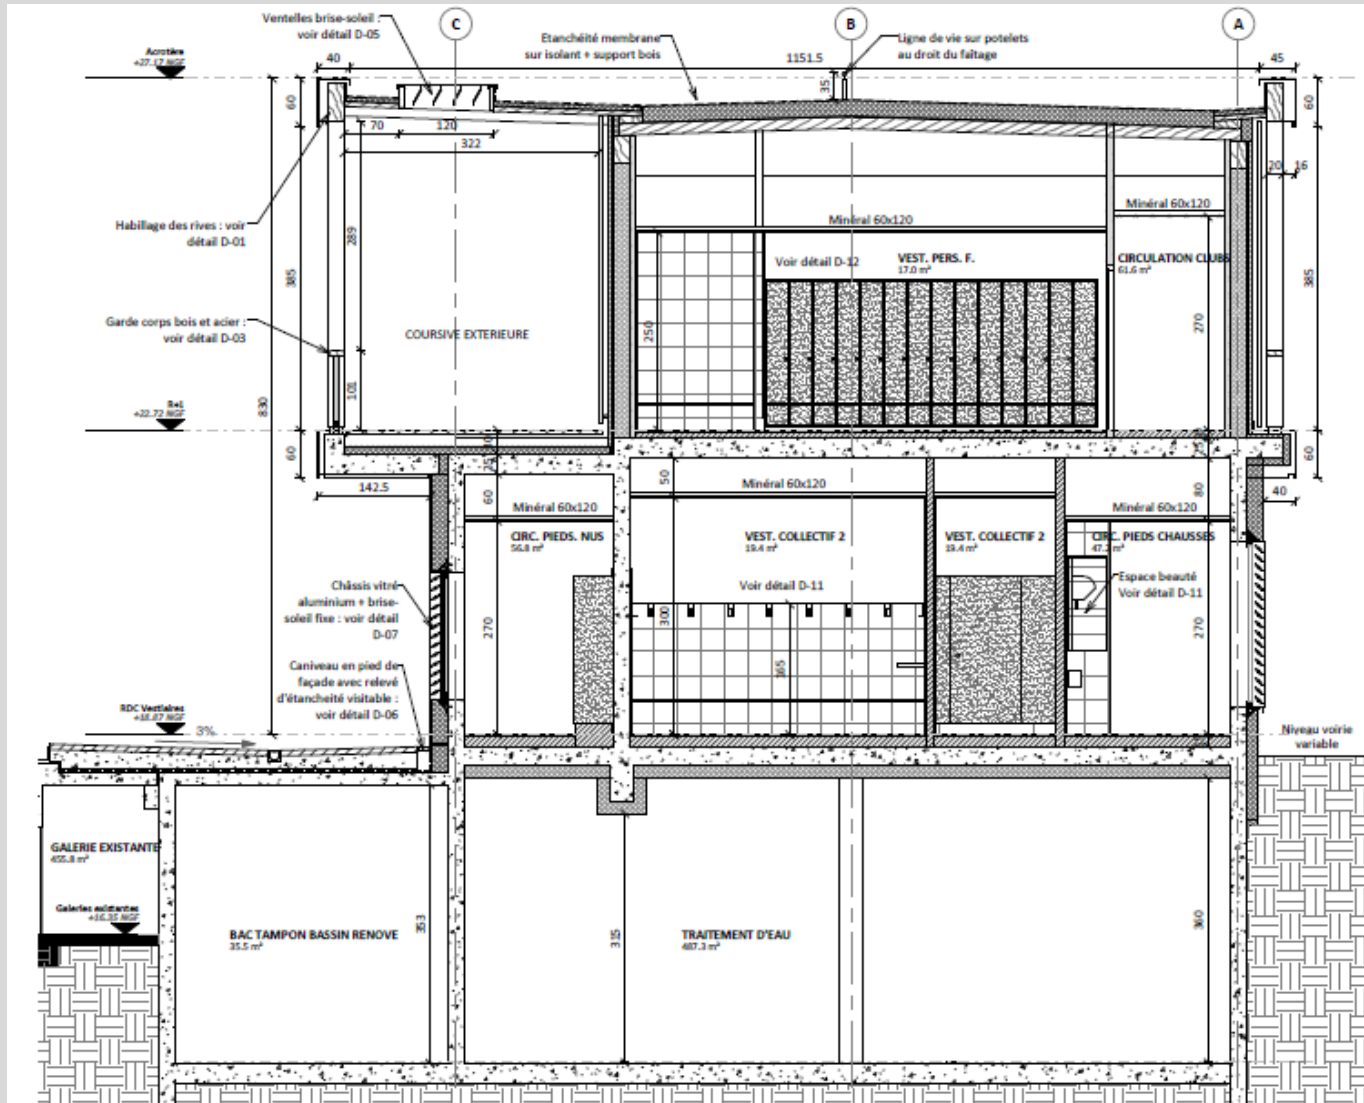 Ventelles brise-soleil :
voir détail D-05
C
B
A
Etanchéité membrane
sur isolant + support bois
Ligne de vie sur potelets
au droit du faîtage
Acrotère
+27.17 NGF
40
1151.5
45
35
60
60
70
120
322
20
16
Minéral 60x120
Minéral 60x120
Habillage des rives : voir
détail D-01
289
385
Voir détail D-12
VEST. PERS. F.
17.0 m²
CIRCULATION CLUBS
61.6 m²
385
Garde corps bois et acier :
voir détail D-03
COURSIVE EXTERIEURE
250
270
101
830
R+1
+22.72 NGF
60
60
142.5
60
50
80
40
Minéral 60x120
Minéral 60x120
Minéral 60x120
CIRC. PIEDS. NUS
56.8 m²
VEST. COLLECTIF 2
19.4 m²
VEST. COLLECTIF 2
19.4 m²
CIRC. PIEDS CHAUSSES
Châssis vitré
aluminium + brise-
soleil fixe : voir détail
D-07
Voir détail D-11
Espace beauté
Voir détail D-11
270
300
165
270
Caniveau en pied de
façade avec relevé
d'étancheité visitable :
voir détail D-06
RDC Vestiaires
+18.87 NGF
3%
Niveau voirie
variable
GALERIE EXISTANTE
455.8 m²
Galeries existantes
+16.35 NGF
BAC TAMPON BASSIN RENOVE
35.5 m²
353
315
TRAITEMENT D'EAU
487.3 m²
360